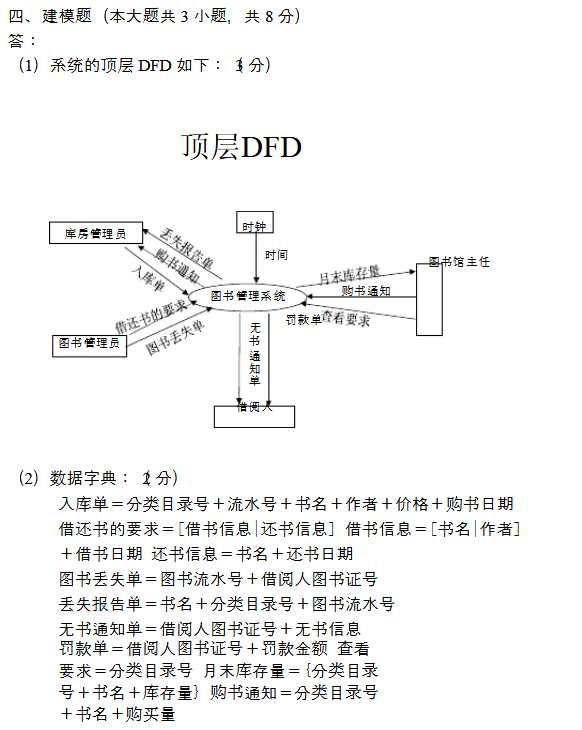 四、建模题（本大题共 3 小题，共 8 分）
答：
（1）系统的顶层 DFD 如下：（3 分）
顶层DFD
库房管理员
丢失报告单
购书通知
入库单
时钟
时间
图书馆主任
月末库存量
购书通知
查看要求
图书管理系统
罚款单
借还书的要求
图书管理员
图书丢失单
无书通知单
借阅人
（2）数据字典：（2 分）
入库单＝分类目录号＋流水号＋书名＋作者＋价格＋购书日期
借还书的要求＝[借书信息|还书信息] 借书信息＝[书名|作者]
＋借书日期 还书信息＝书名＋还书日期
图书丢失单＝图书流水号＋借阅人图书证号
丢失报告单＝书名＋分类目录号＋图书流水号
无书通知单＝借阅人图书证号＋无书信息
罚款单＝借阅人图书证号＋罚款金额 查看
要求＝分类目录号 月末库存量＝{分类目录
号＋书名＋库存量} 购书通知＝分类目录号
＋书名＋购买量